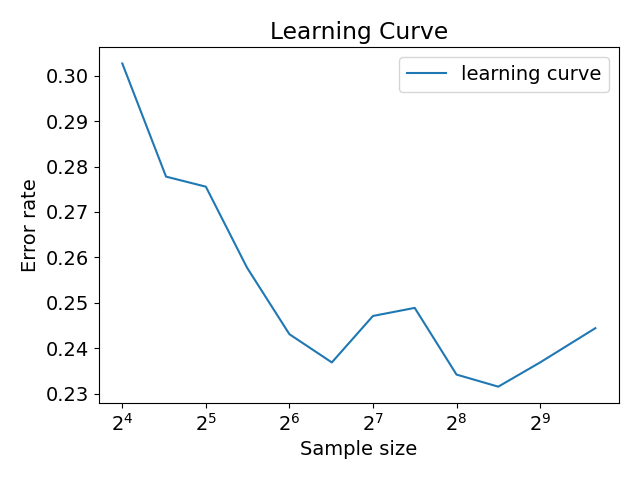 Learning Curve
learning curve
Error rate
0.30
0.29
0.28
0.27
0.26
0.25
0.24
0.23
2⁴ 2⁵ 2⁶ 2⁷ 2⁸ 2⁹
Sample size